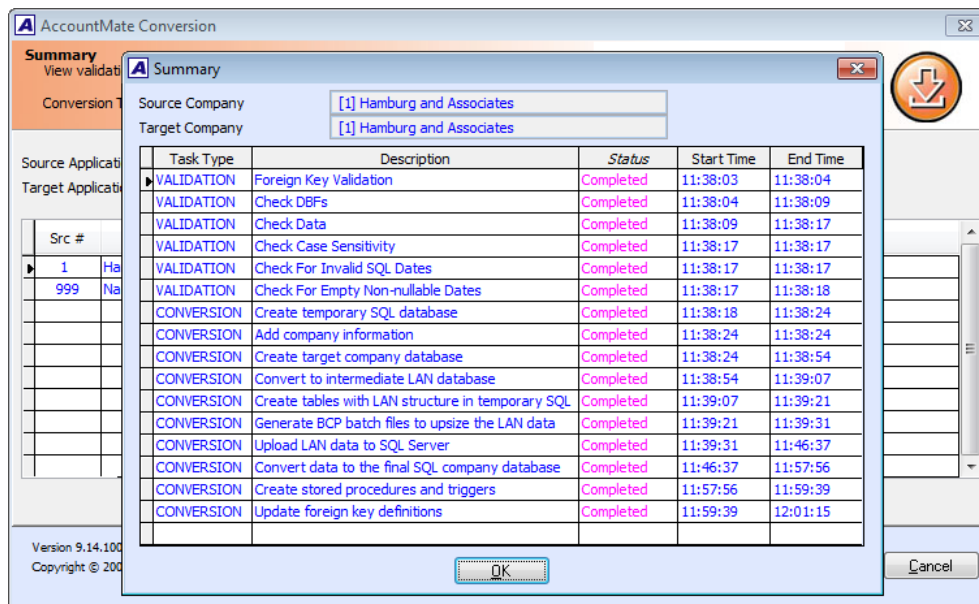 AccountMate Conversion
Summary
View validati
Conversion T
Source Applicati
Target Applicati
Src #
1 Ha
999 Na
Version 9.14.100
Copyright © 200
Cancel
Summary
Source Company [1] Hamburg and Associates
Target Company [1] Hamburg and Associates
Task Type Description Status Start Time End Time
VALIDATION Foreign Key Validation Completed 11:38:03 11:38:04
VALIDATION Check DBFs Completed 11:38:04 11:38:09
VALIDATION Check Data Completed 11:38:09 11:38:17
VALIDATION Check Case Sensitivity Completed 11:38:17 11:38:17
VALIDATION Check For Invalid SQL Dates Completed 11:38:17 11:38:17
VALIDATION Check For Empty Non-nullable Dates Completed 11:38:17 11:38:18
CONVERSION Create temporary SQL database Completed 11:38:18 11:38:24
CONVERSION Add company information Completed 11:38:24 11:38:24
CONVERSION Create target company database Completed 11:38:24 11:38:54
CONVERSION Convert to intermediate LAN database Completed 11:38:54 11:39:07
CONVERSION Create tables with LAN structure in temporary SQL Completed 11:39:07 11:39:21
CONVERSION Generate BCP batch files to upsize the LAN data Completed 11:39:21 11:39:31
CONVERSION Upload LAN data to SQL Server Completed 11:39:31 11:46:37
CONVERSION Convert data to the final SQL company database Completed 11:46:37 11:57:56
CONVERSION Create stored procedures and triggers Completed 11:57:56 11:59:39
CONVERSION Update foreign key definitions Completed 11:59:39 12:01:15
OK